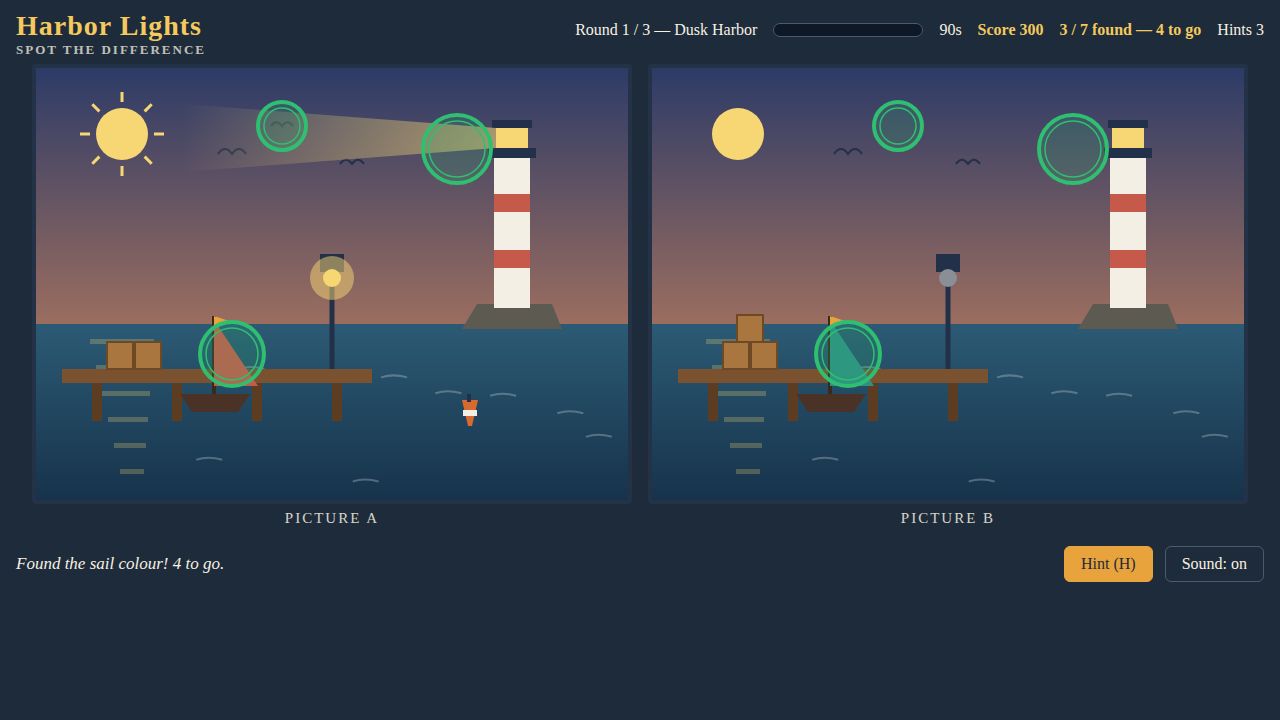 Harbor Lights
SPOT THE DIFFERENCE
Round 1 / 3 — Dusk Harbor
90s
Score 300
3 / 7 found — 4 to go
Hints 3
PICTURE A
PICTURE B
Found the sail colour! 4 to go.
Hint (H)
Sound: on